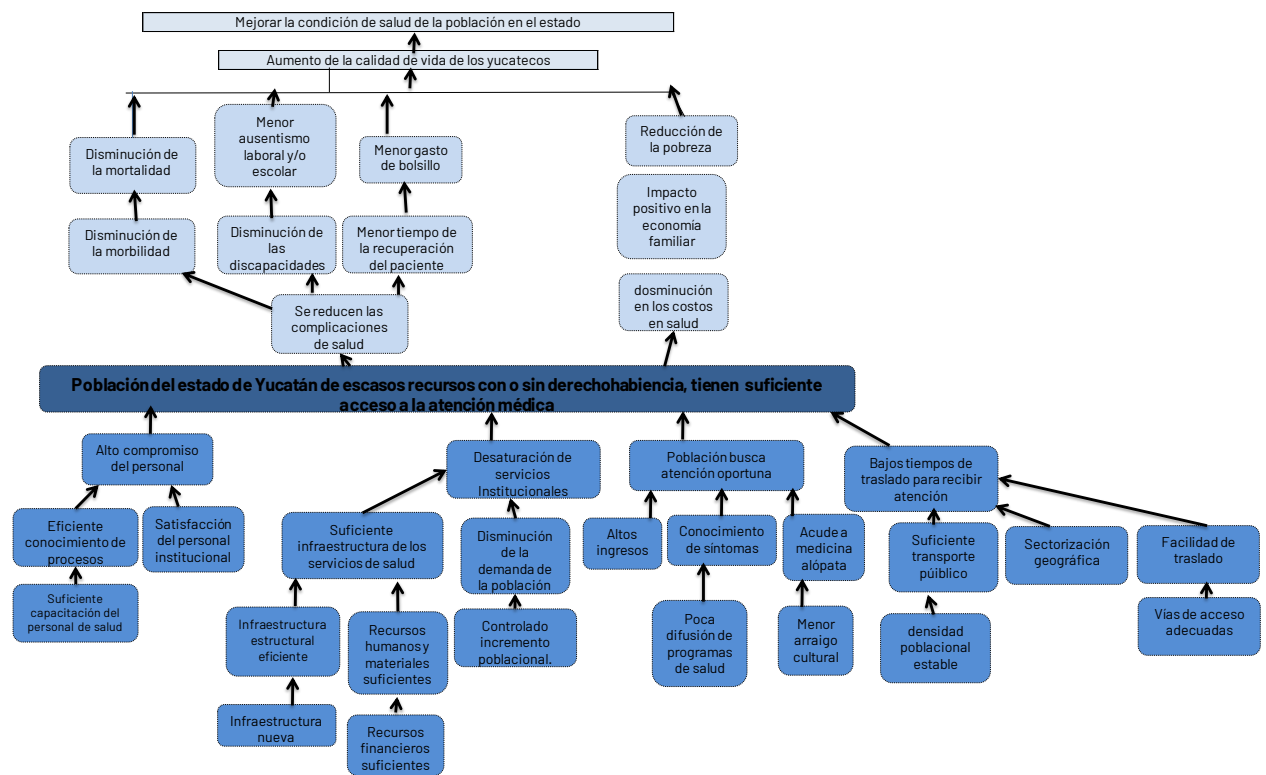 Mejorar la condición de salud de la población en el estado
Aumento de la calidad de vida de los yucatecos
Disminución de
la mortalidad
Menor
ausentismo
laboral y/o
escolar
Menor gasto
de bolsillo
Reducción de
la pobreza
Disminución de
la morbilidad
Disminución de
las
discapacidades
Menor tiempo de
la recuperación
del paciente
Impacto
positivo en la
economía
familiar
Se reducen las
complicaciones
de salud
dosminución
en los costos
en salud
Población del estado de Yucatán de escasos recursos con o sin derechohabiencia, tienen suficiente
acceso a la atención médica
Alto compromiso
del personal
Desaturación de
servicios
Institucionales
Población busca
atención oportuna
Bajos tiempos de
traslado para recibir
atención
Eficiente
conocimiento de
procesos
Satisfacción
del personal
institucional
Suficiente
infraestructura de los
servicios de salud
Disminución
de la
demanda de
la población
Altos
ingresos
Conocimiento
de síntomas
Acude a
medicina
alópata
Suficiente
transporte
púiblico
Sectorización
geográfica
Facilidad de
traslado
Suficiente
capacitación del
personal de salud
Infraestructura
estructural
eficiente
Recursos
humanos y
materiales
suficientes
Controlado
incremento
poblacional.
Poca
difusión de
programas
de salud
Menor
arraigo
cultural
densidad
poblacional
estable
Vías de acceso
adecuadas
Infraestructura
nueva
Recursos
financieros
suficientes